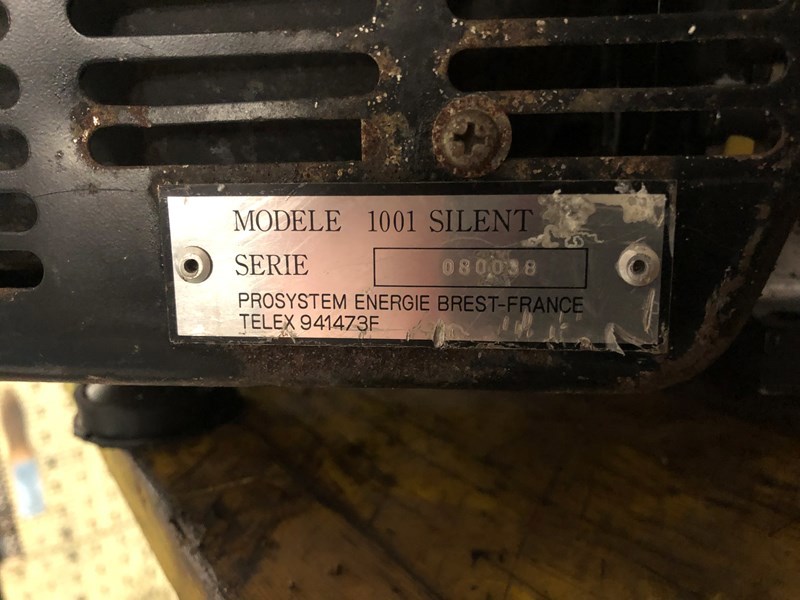 MODELE 1001 SILENT
SERIE 080038
PROSYSTEM ENERGIE BREST-FRANCE
TELEX 941473F